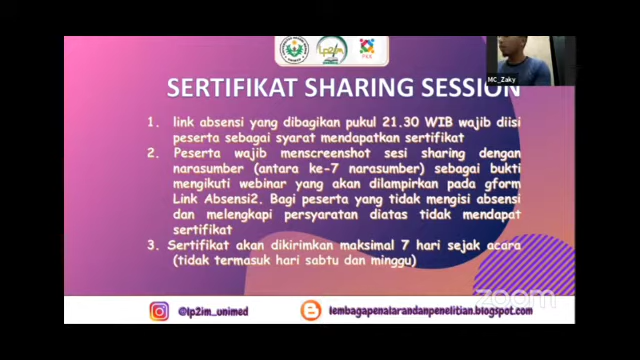 lp2im
PKR
MC_Zaky
SERTIFIKAT SHARING SESSION
1. link absensi yang dibagikan pukul 21.30 WIB wajib diisi
peserta sebagai syarat mendapatkan sertifikat
2. Peserta wajib menscreenshot sesi sharing dengan
narasumber (antara ke-7 narasumber) sebagai bukti
mengikuti webinar yang akan dilampirkan pada gform
Link Absensi2. Bagi peserta yang tidak mengisi absensi
dan melengkapi persyaratan diatas tidak mendapat
sertifikat
3. Sertifikat akan dikirimkan maksimal 7 hari sejak acara
(tidak termasuk hari sabtu dan minggu)
zoom
@lp2im_unimed
lembagapenalarandanpenelitian.blogspot.com